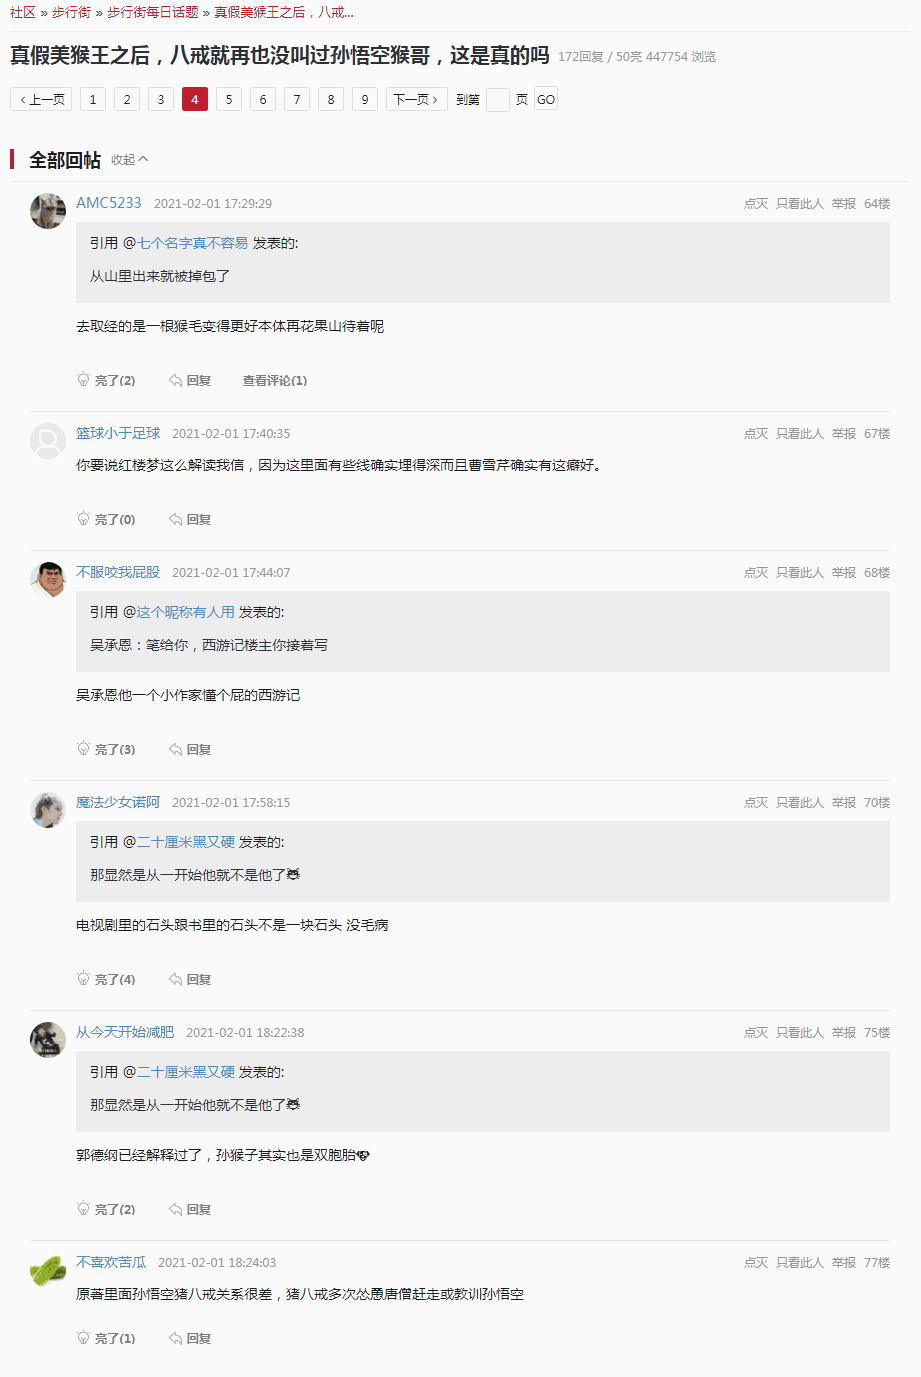 社区 » 步行街 » 步行街每日话题 » 真假美猴王之后，八戒...
真假美猴王之后，八戒就再也没叫过孙悟空猴哥，这是真的吗 172回复 / 50亮 447754 浏览
‹ 上一页 1 2 3 4 5 6 7 8 9 下一页 › 到第 页 GO
全部回帖 收起
AMC5233 2021-02-01 17:29:29 点灭 只看此人 举报 64楼
引用 @七个名字真不容易 发表的:
从山里出来就被掉包了
去取经的是一根猴毛变得更好本体再花果山待着呢
亮了(2) 回复 查看评论(1)
篮球小于足球 2021-02-01 17:40:35 点灭 只看此人 举报 67楼
你要说红楼梦这么解读我信，因为这里面有些线确实埋得深而且曹雪芹确实有这癖好。
亮了(0) 回复
不服咬我屁股 2021-02-01 17:44:07 点灭 只看此人 举报 68楼
引用 @这个昵称有人用 发表的:
吴承恩：笔给你，西游记楼主你接着写
吴承恩他一个小作家懂个屁的西游记
亮了(3) 回复
魔法少女诺阿 2021-02-01 17:58:15 点灭 只看此人 举报 70楼
引用 @二十厘米黑又硬 发表的:
那显然是从一开始他就不是他了
电视剧里的石头跟书里的石头不是一块石头 没毛病
亮了(4) 回复
从今天开始减肥 2021-02-01 18:22:38 点灭 只看此人 举报 75楼
引用 @二十厘米黑又硬 发表的:
那显然是从一开始他就不是他了
郭德纲已经解释过了，孙猴子其实也是双胞胎
亮了(2) 回复
不喜欢苦瓜 2021-02-01 18:24:03 点灭 只看此人 举报 77楼
原著里面孙悟空猪八戒关系很差，猪八戒多次怂恿唐僧赶走或教训孙悟空
亮了(1) 回复